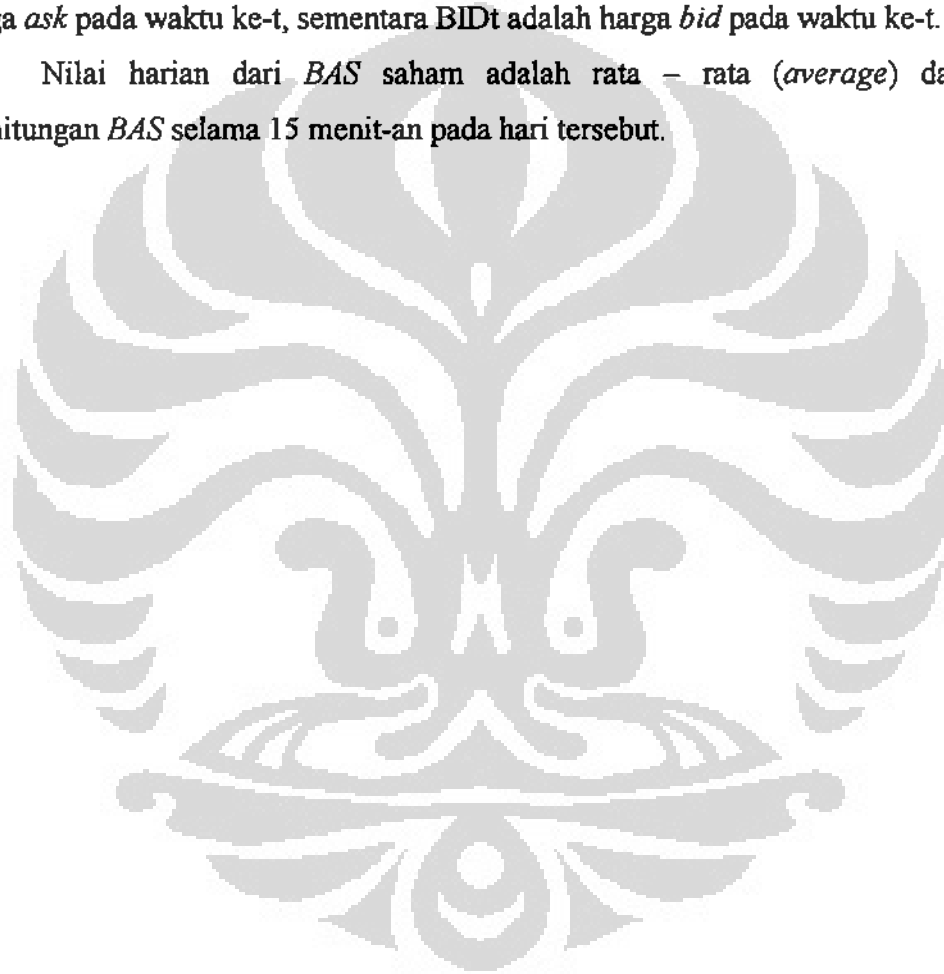 ga ask pada waktu ke-t, sementara BIDt adalah harga bid pada waktu ke-t.
Nilai harian dari BAS saham adalah rata – rata (average) da
hitungan BAS selama 15 menit-an pada hari tersebut.